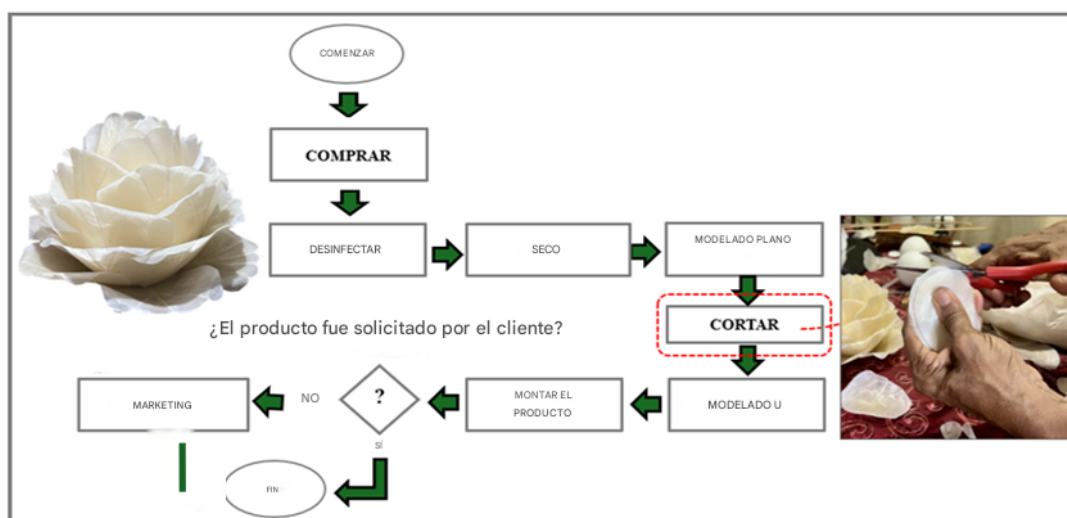 COMENZAR
COMPRAR
DESINFECTAR
SECO
MODELADO PLANO
¿El producto fue solicitado por el cliente?
CORTAR
MARKETING
NO
?
MONTAR EL
PRODUCTO
MODELADO U
SÍ
FIN